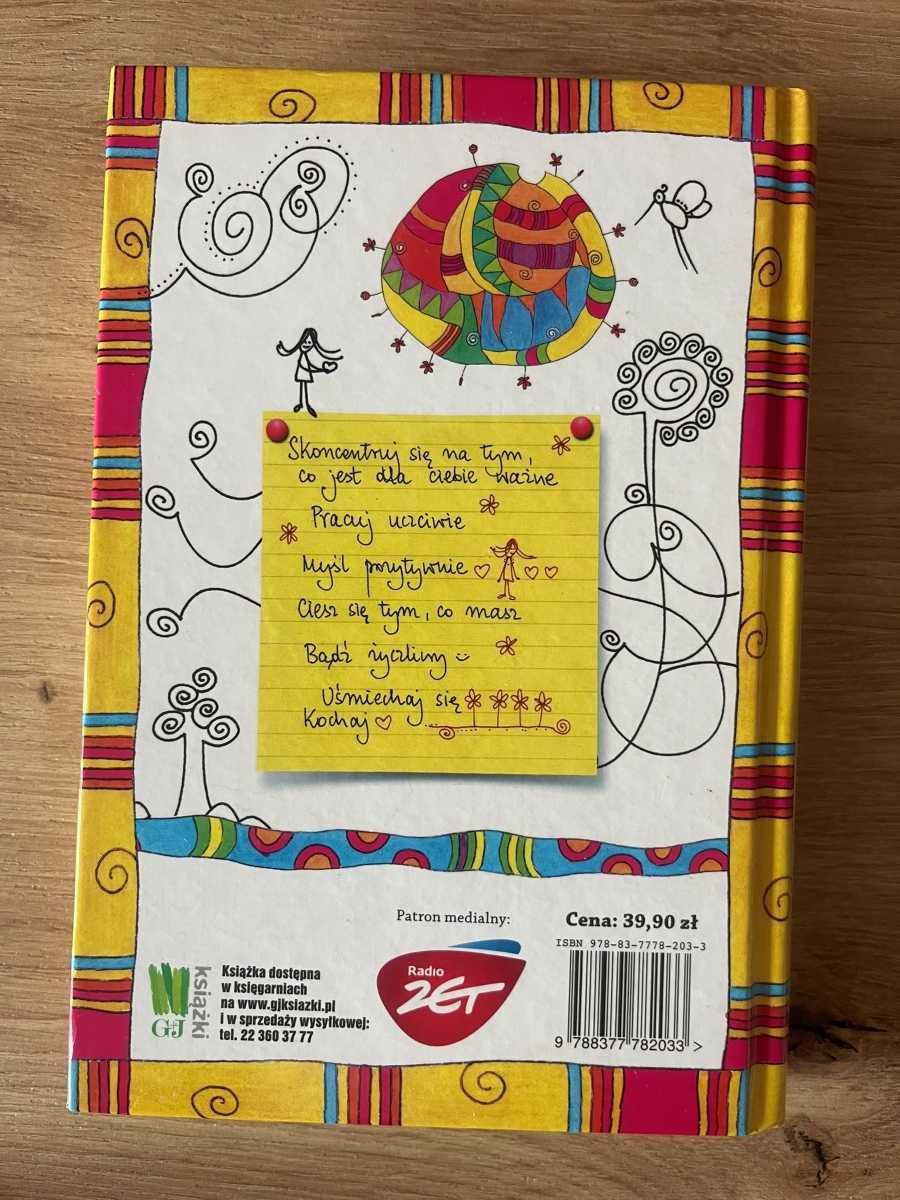 Skoncentruj się na tym,
co jest dla ciebie ważne
Pracuj uczciwie
Myśl pozytywnie
Ciesz się tym, co masz
Bądź życzliwy
Uśmiechaj się
Kochaj
Patron medialny:
Radio
ZET
Cena: 39,90 zł
ISBN 978-83-7778-203-3
9 788377 782033 >
G+J
książki
Książka dostępna
w księgarniach
na www.gjksiazki.pl
i w sprzedaży wysyłkowej:
tel. 22 360 37 77